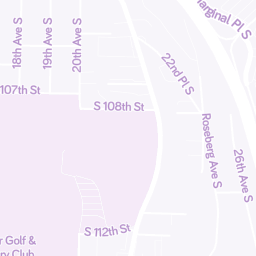 arginal Pl S
18th Ave S
19th Ave S
20th Ave S
22nd Pl S
107th St
S 108th St
Roseberg Ave S
26th Ave S
S 112th St
r Golf &
ry Club